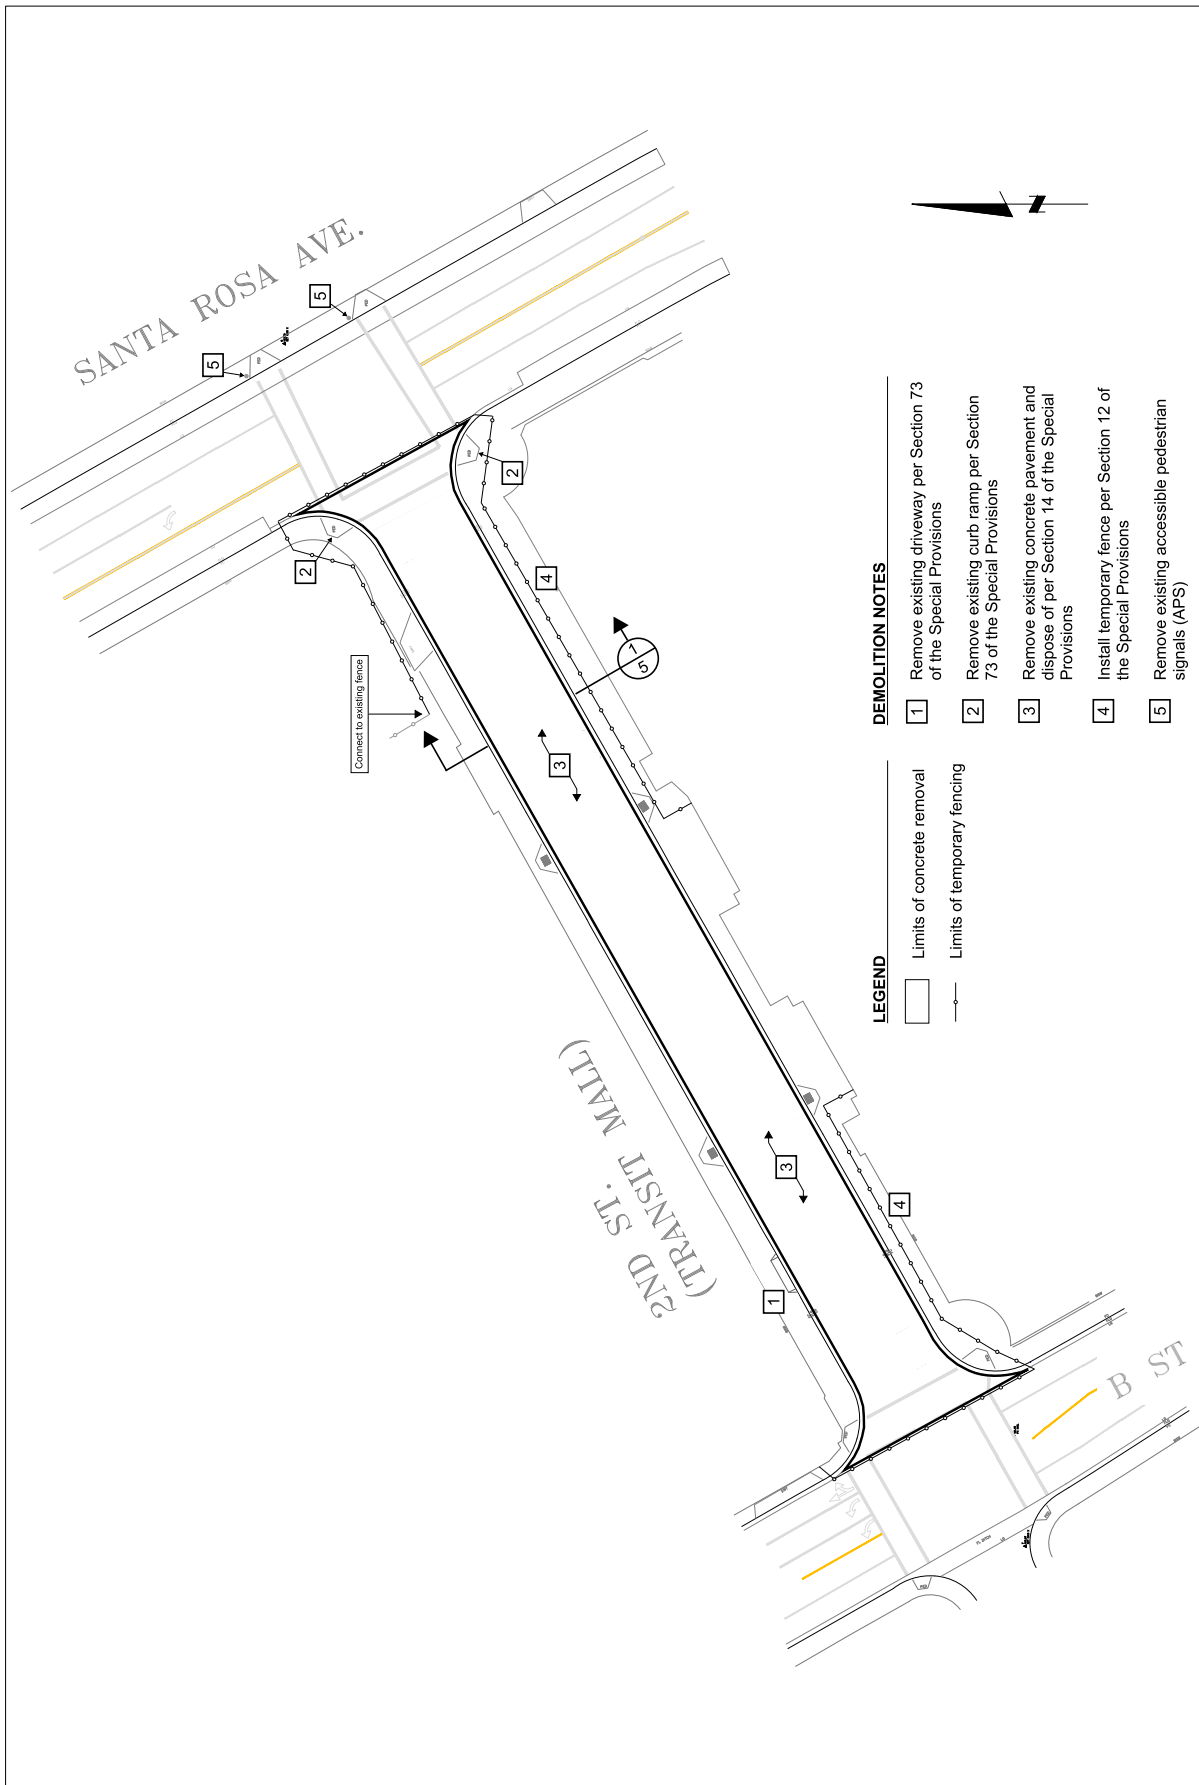 SANTA ROSA AVE.
5
5
2
2
Connect to existing fence
4
3
1
5
2ND ST.
(TRANSIT MALL)
3
1
4
B ST
N
LEGEND
Limits of concrete removal
Limits of temporary fencing
DEMOLITION NOTES
1 Remove existing driveway per Section 73
of the Special Provisions
2 Remove existing curb ramp per Section
73 of the Special Provisions
3 Remove existing concrete pavement and
dispose of per Section 14 of the Special
Provisions
4 Install temporary fence per Section 12 of
the Special Provisions
5 Remove existing accessible pedestrian
signals (APS)